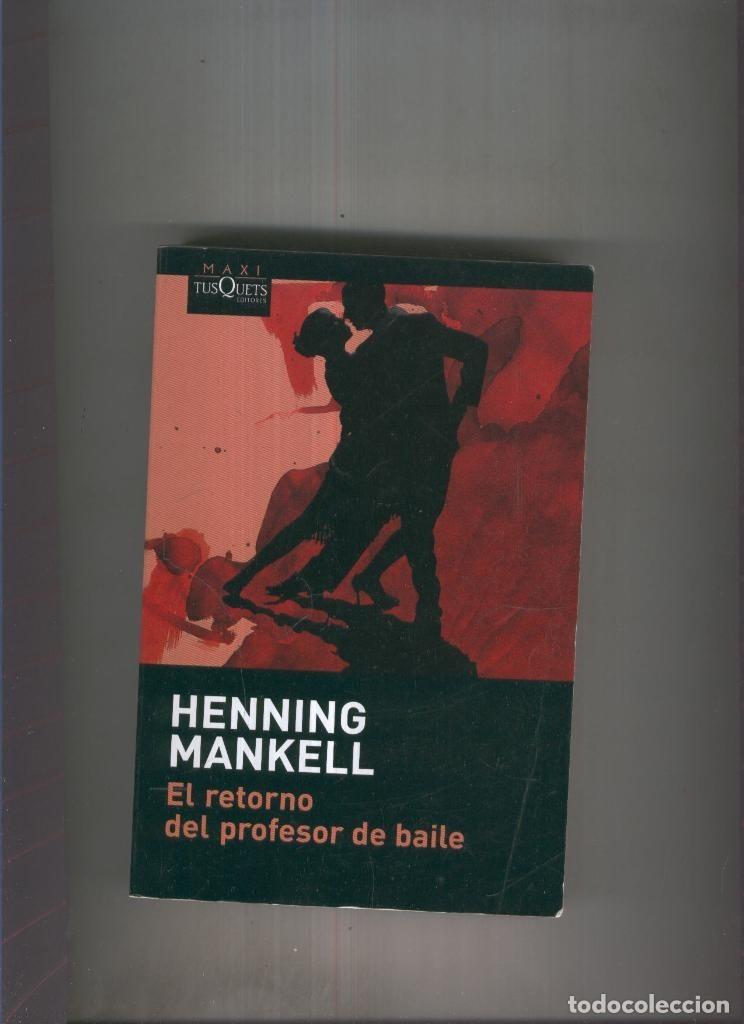 MAXI
TUSQUETS
EDITORES
HENNING
MANKELL
El retorno
del profesor de baile
todocoleccion